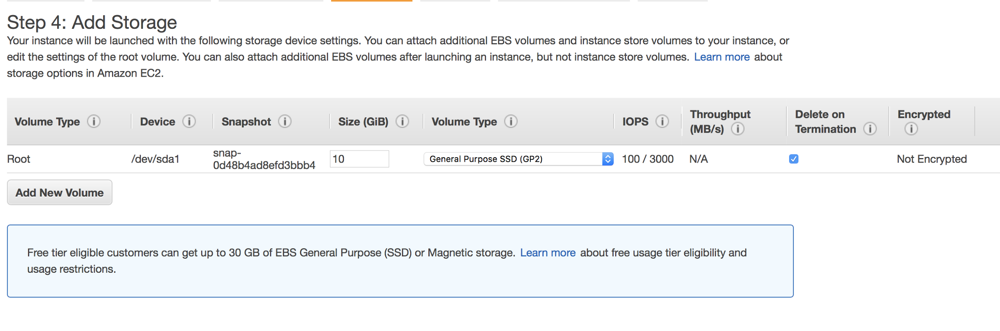 Step 4: Add Storage
Your instance will be launched with the following storage device settings. You can attach additional EBS volumes and instance store volumes to your instance, or
edit the settings of the root volume. You can also attach additional EBS volumes after launching an instance, but not instance store volumes. Learn more about
storage options in Amazon EC2.
Volume Type Device Snapshot Size (GiB) Volume Type IOPS Throughput (MB/s) Delete on Termination Encrypted
Root /dev/sda1 snap-0d48b4ad8efd3bbb4 10 General Purpose SSD (GP2) 100 / 3000 N/A Not Encrypted
Add New Volume
Free tier eligible customers can get up to 30 GB of EBS General Purpose (SSD) or Magnetic storage. Learn more about free usage tier eligibility and
usage restrictions.